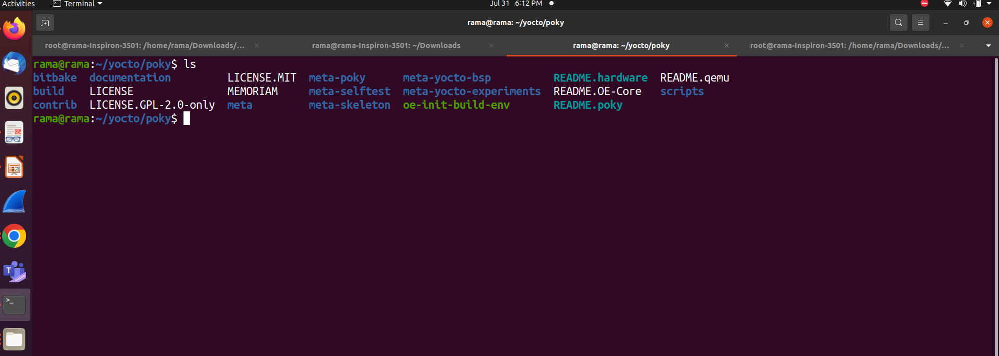 Activities Terminal Jul 31 6:12 PM
rama@rama: ~/yocto/poky
root@rama-Inspiron-3501: /home/rama/Downloads/... rama@rama-Inspiron-3501: ~/Downloads rama@rama: ~/yocto/poky root@rama-Inspiron-3501: /home/rama/Downloads/...
rama@rama:~/yocto/poky$ ls
bitbake documentation LICENSE.MIT meta-poky meta-yocto-bsp README.hardware README.qemu
build LICENSE MEMORIAM meta-selftest meta-yocto-experiments README.OE-Core scripts
contrib LICENSE.GPL-2.0-only meta meta-skeleton oe-init-build-env README.poky
rama@rama:~/yocto/poky$
T
PREVIEW
>_